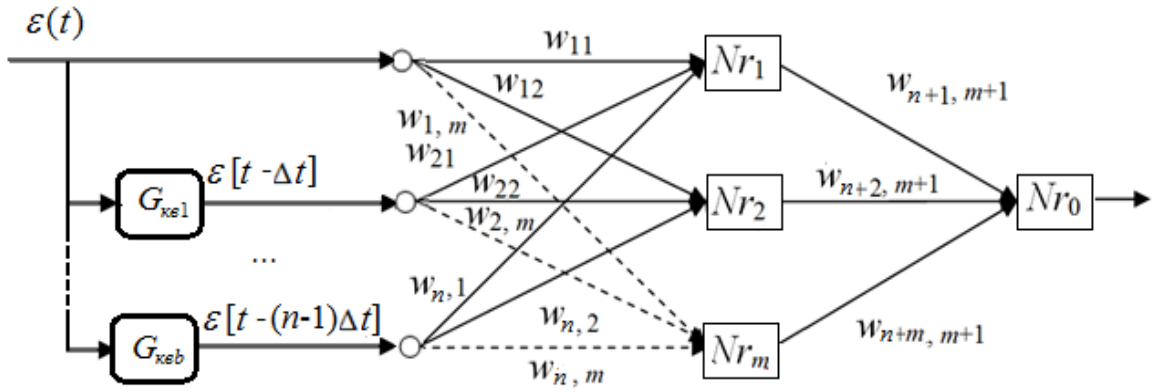 ε(t)
w₁₁
Nr₁
w₁₂
wₙ₊₁, ₘ₊₁
w₁, ₘ
w₂₁
ε[t -Δt]
w₂₂
Gкв1
Nr₂
wₙ₊₂, ₘ₊₁
Nr₀
w₂, ₘ
...
wₙ, ₁
ε[t -(n-1)Δt]
wₙ, ₂
wₙ₊ₘ, ₘ₊₁
Gквb
Nrₘ
wₙ, ₘ